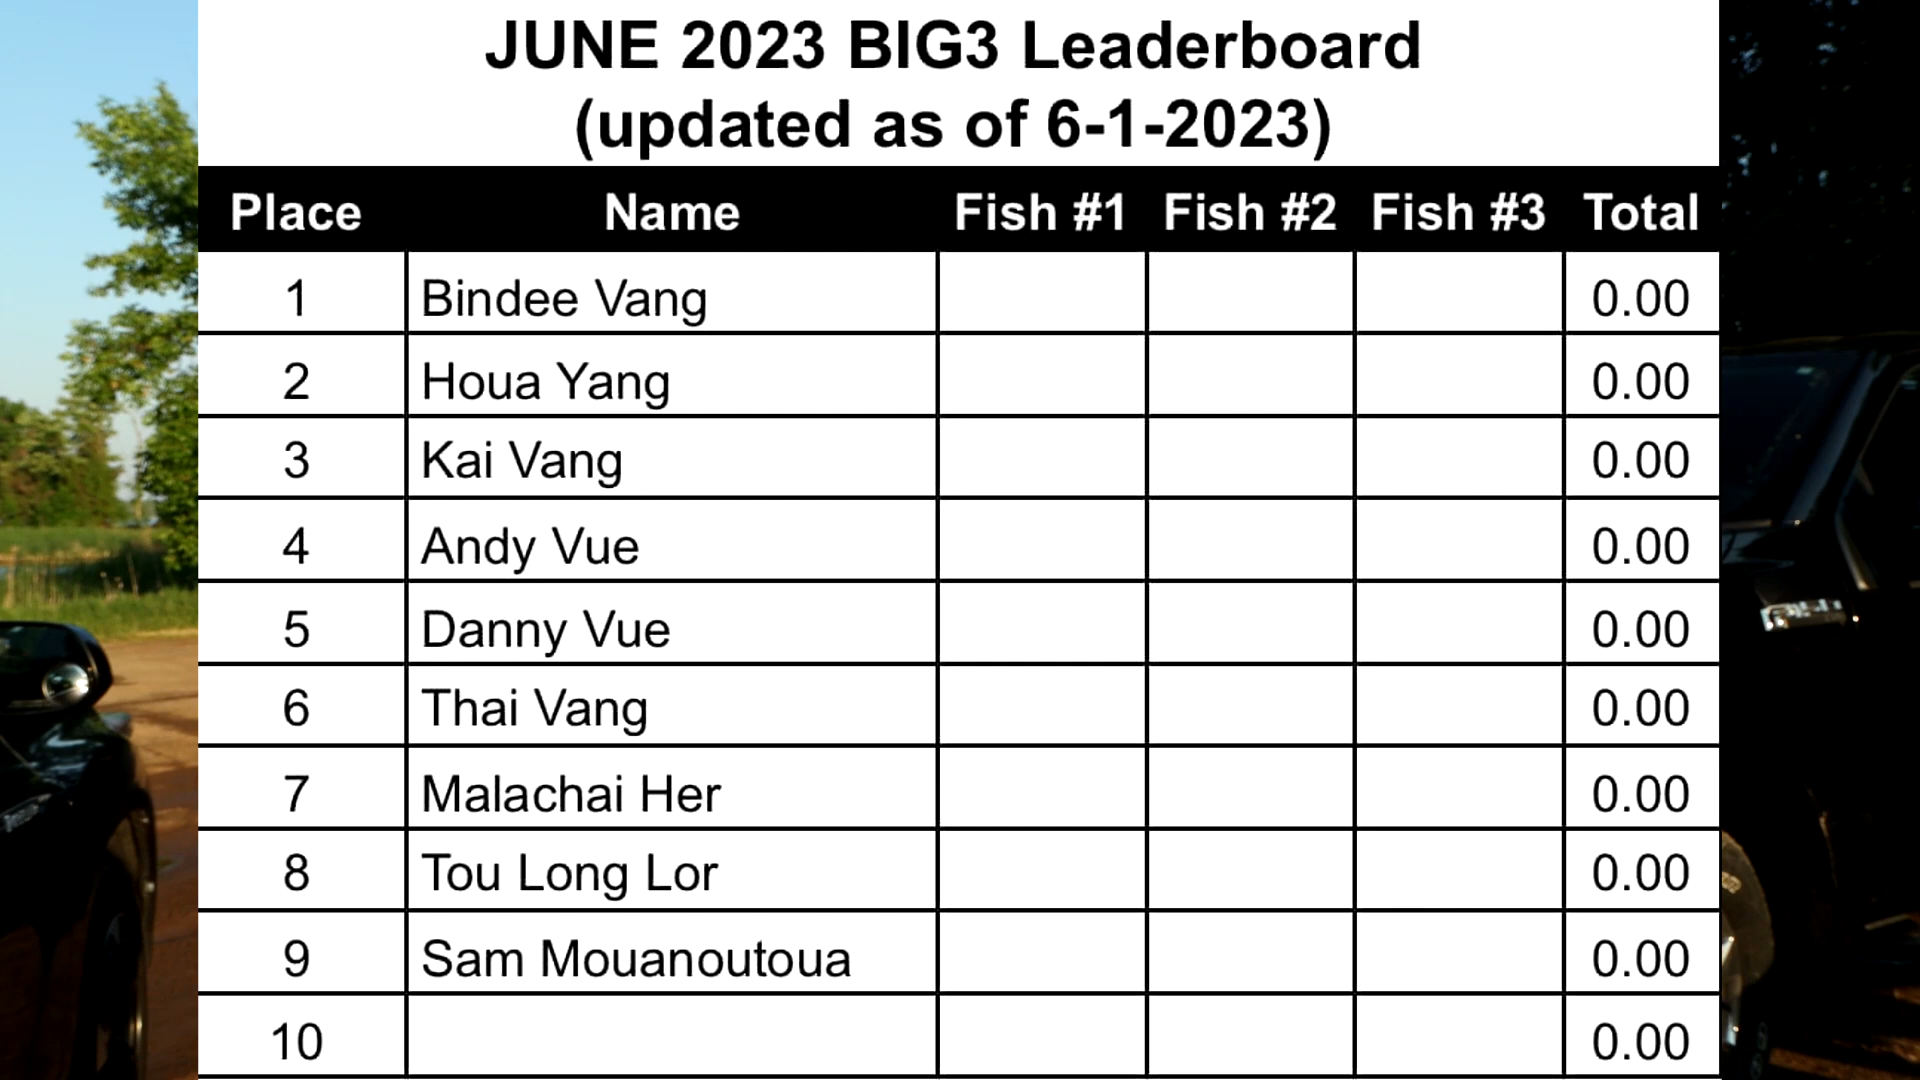 JUNE 2023 BIG3 Leaderboard
(updated as of 6-1-2023)
Place Name Fish #1 Fish #2 Fish #3 Total
1 Bindee Vang 0.00
2 Houa Yang 0.00
3 Kai Vang 0.00
4 Andy Vue 0.00
5 Danny Vue 0.00
6 Thai Vang 0.00
7 Malachai Her 0.00
8 Tou Long Lor 0.00
9 Sam Mouanoutoua 0.00
10 0.00